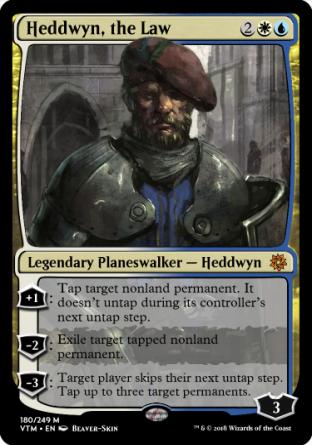 Heddwyn, the Law 2
Legendary Planeswalker — Heddwyn
+1: Tap target nonland permanent. It
doesn't untap during its controller's
next untap step.
-2: Exile target tapped nonland
permanent.
-3: Target player skips their next untap step.
Tap up to three target permanents.
3
180/249 M
VTM • EN Beaver-Skin
™ & © 2018 Wizards of the Coast